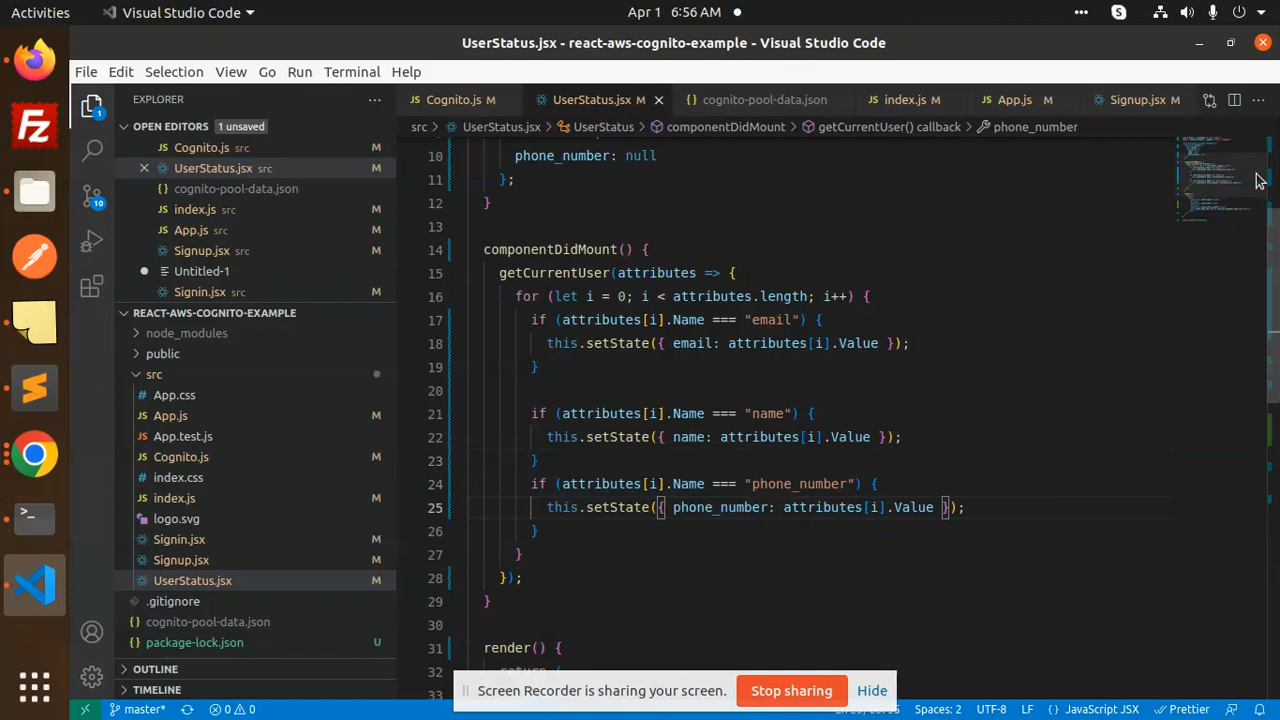 Activities
Visual Studio Code
Apr 1 6:56 AM
UserStatus.jsx - react-aws-cognito-example - Visual Studio Code
File Edit Selection View Go Run Terminal Help
EXPLORER
OPEN EDITORS 1 unsaved
Cognito.js src M
UserStatus.jsx src M
cognito-pool-data.json
index.js src M
App.js src M
Signup.jsx src M
Untitled-1
Signin.jsx src M
REACT-AWS-COGNITO-EXAMPLE
node_modules
public
src
App.css
App.js M
App.test.js M
Cognito.js M
index.css
index.js M
logo.svg
Signin.jsx M
Signup.jsx M
UserStatus.jsx M
.gitignore
cognito-pool-data.json
package-lock.json U
OUTLINE
TIMELINE
Cognito.js M
UserStatus.jsx M
cognito-pool-data.json
index.js M
App.js M
Signup.jsx M
src > UserStatus.jsx > UserStatus > componentDidMount > getCurrentUser() callback > phone_number
10 phone_number: null
11 };
12 }
13
14 componentDidMount() {
15 getCurrentUser(attributes => {
16 for (let i = 0; i < attributes.length; i++) {
17 if (attributes[i].Name === "email") {
18 this.setState({ email: attributes[i].Value });
19 }
20
21 if (attributes[i].Name === "name") {
22 this.setState({ name: attributes[i].Value });
23 }
24 if (attributes[i].Name === "phone_number") {
25 this.setState({ phone_number: attributes[i].Value });
26 }
27 }
28 });
29 }
30
31 render() {
32 return (
33
Screen Recorder is sharing your screen. Stop sharing Hide
master* 0 0
Spaces: 2 UTF-8 LF JavaScript JSX Prettier
1
10
Fz
S